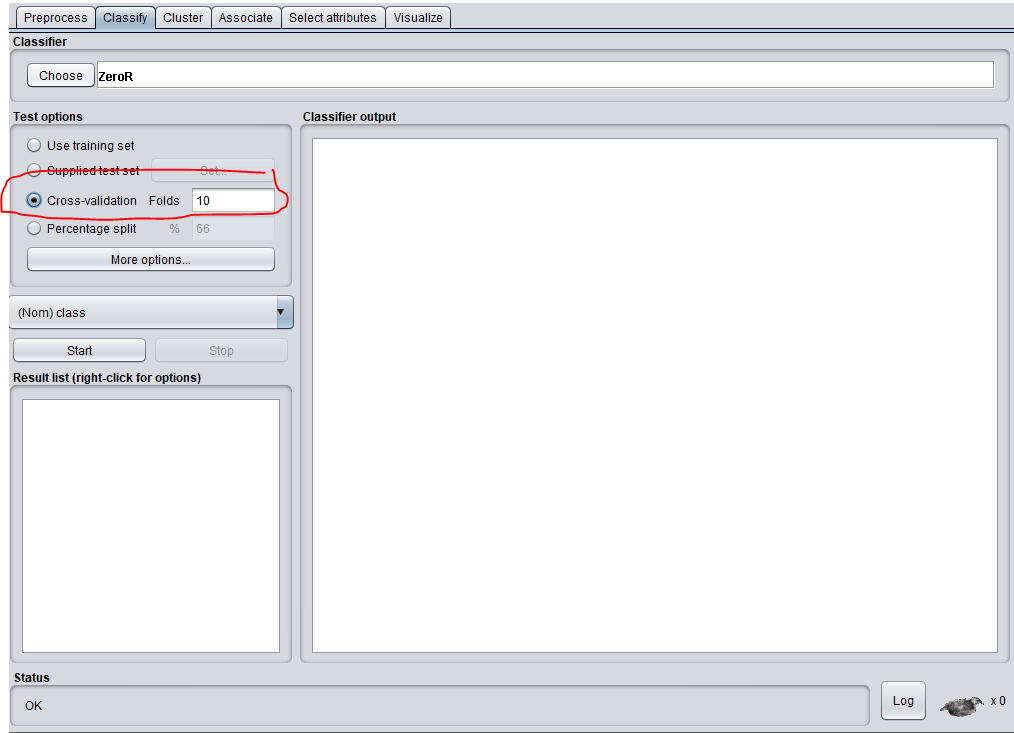 Preprocess Classify Cluster Associate Select attributes Visualize
Classifier
Choose ZeroR
Test options
Use training set
Supplied test set Set...
Cross-validation Folds 10
Percentage split % 66
More options...
(Nom) class
Start Stop
Result list (right-click for options)
Classifier output
Status
OK
Log x 0